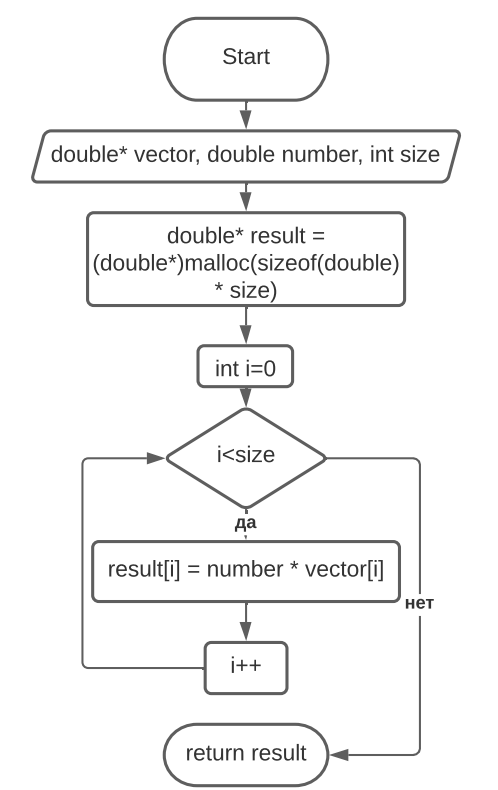 Start
double* vector, double number, int size
double* result =
(double*)malloc(sizeof(double)
* size)
int i=0
i<size
да
result[i] = number * vector[i]
нет
i++
return result